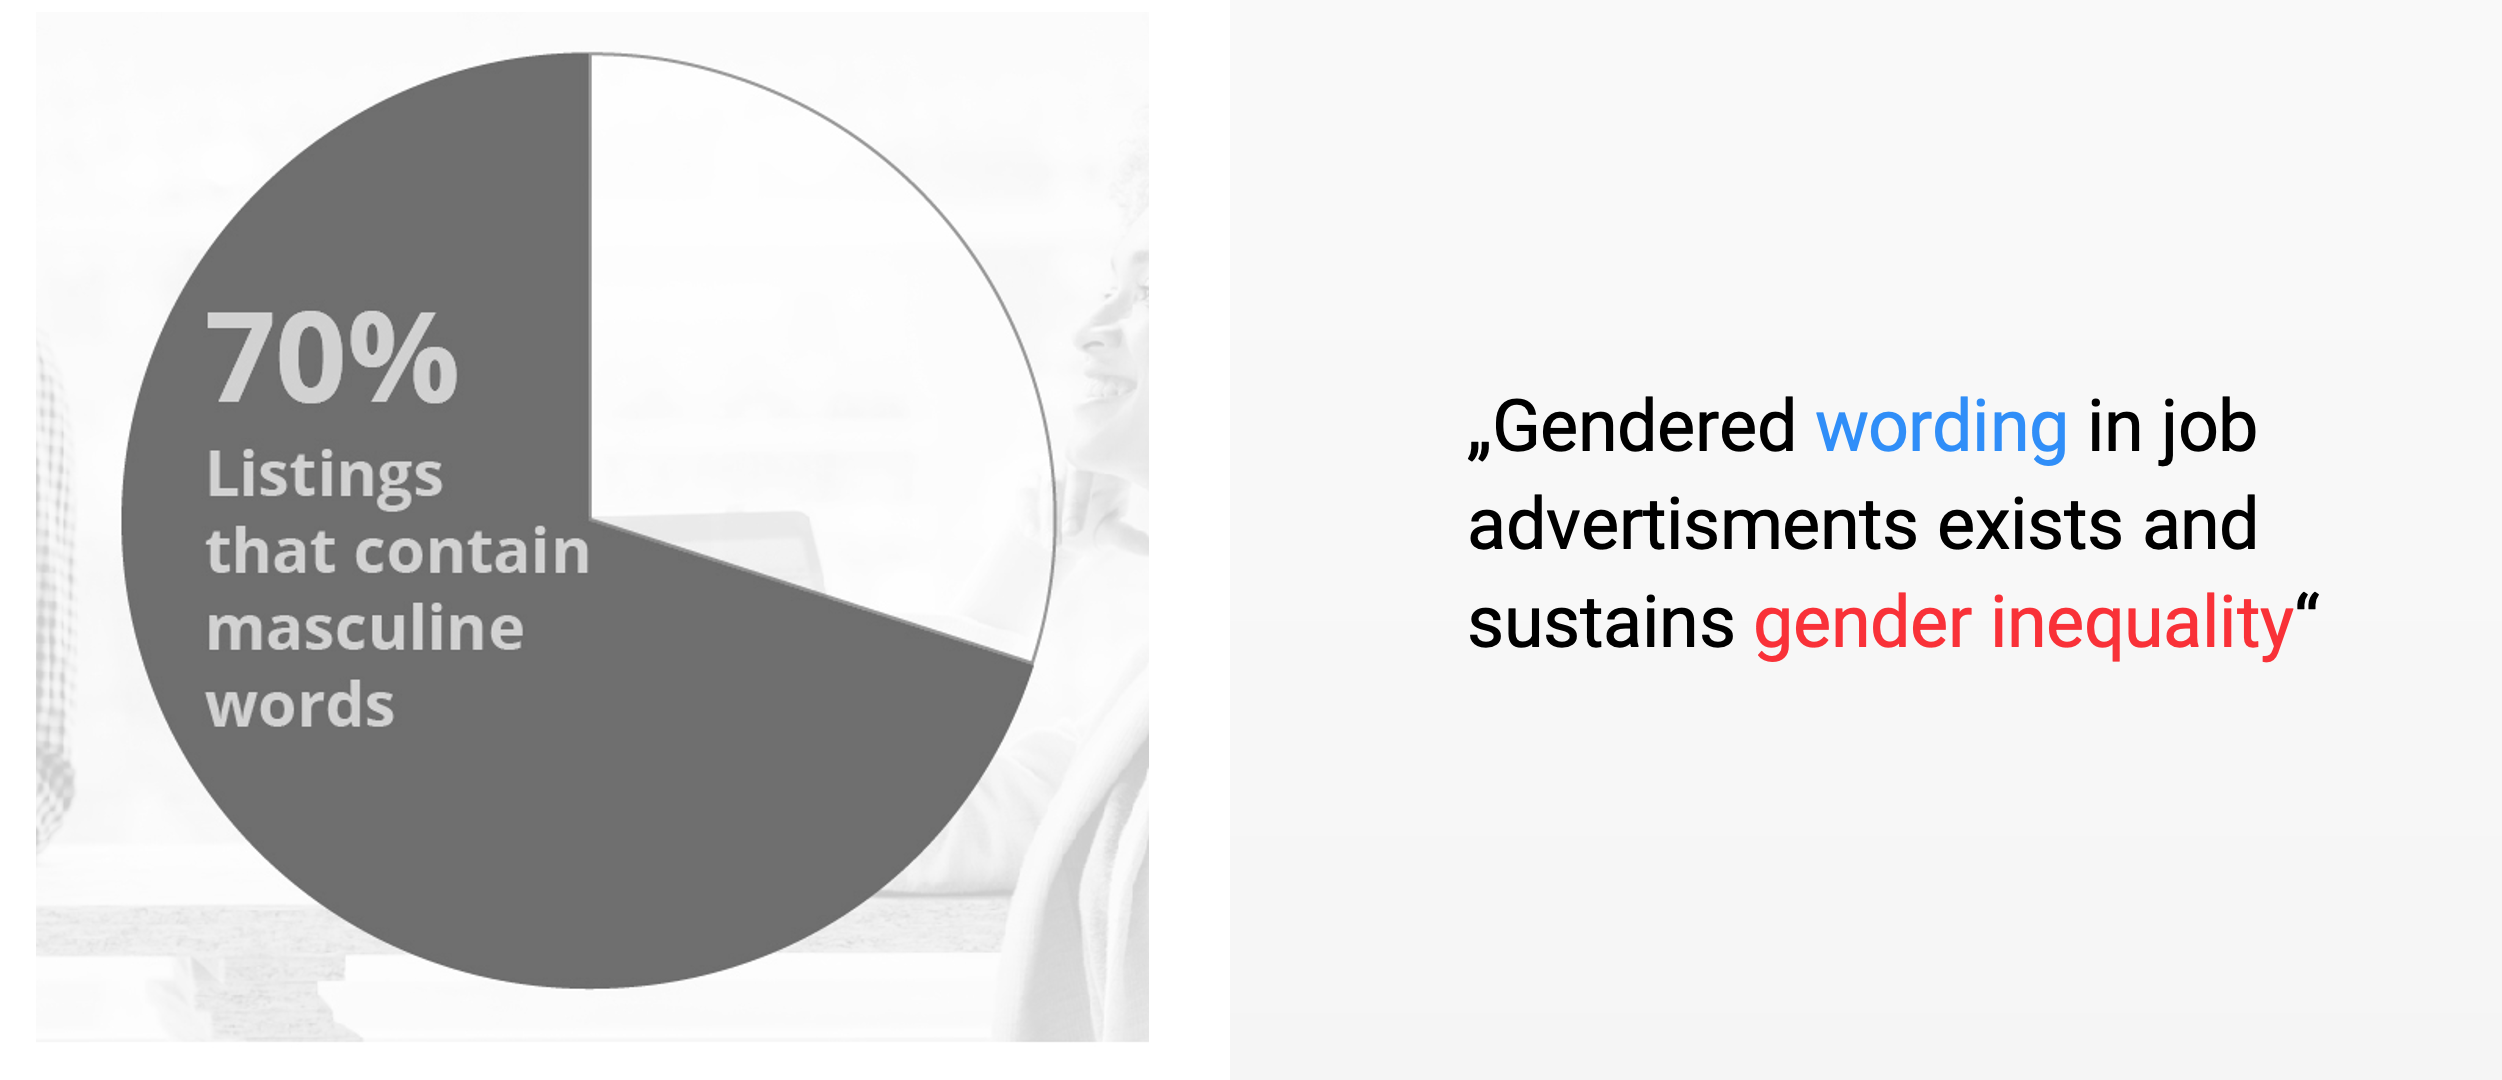 70%
Listings
that contain
masculine
words
„Gendered wording in job
advertisments exists and
sustains gender inequality“